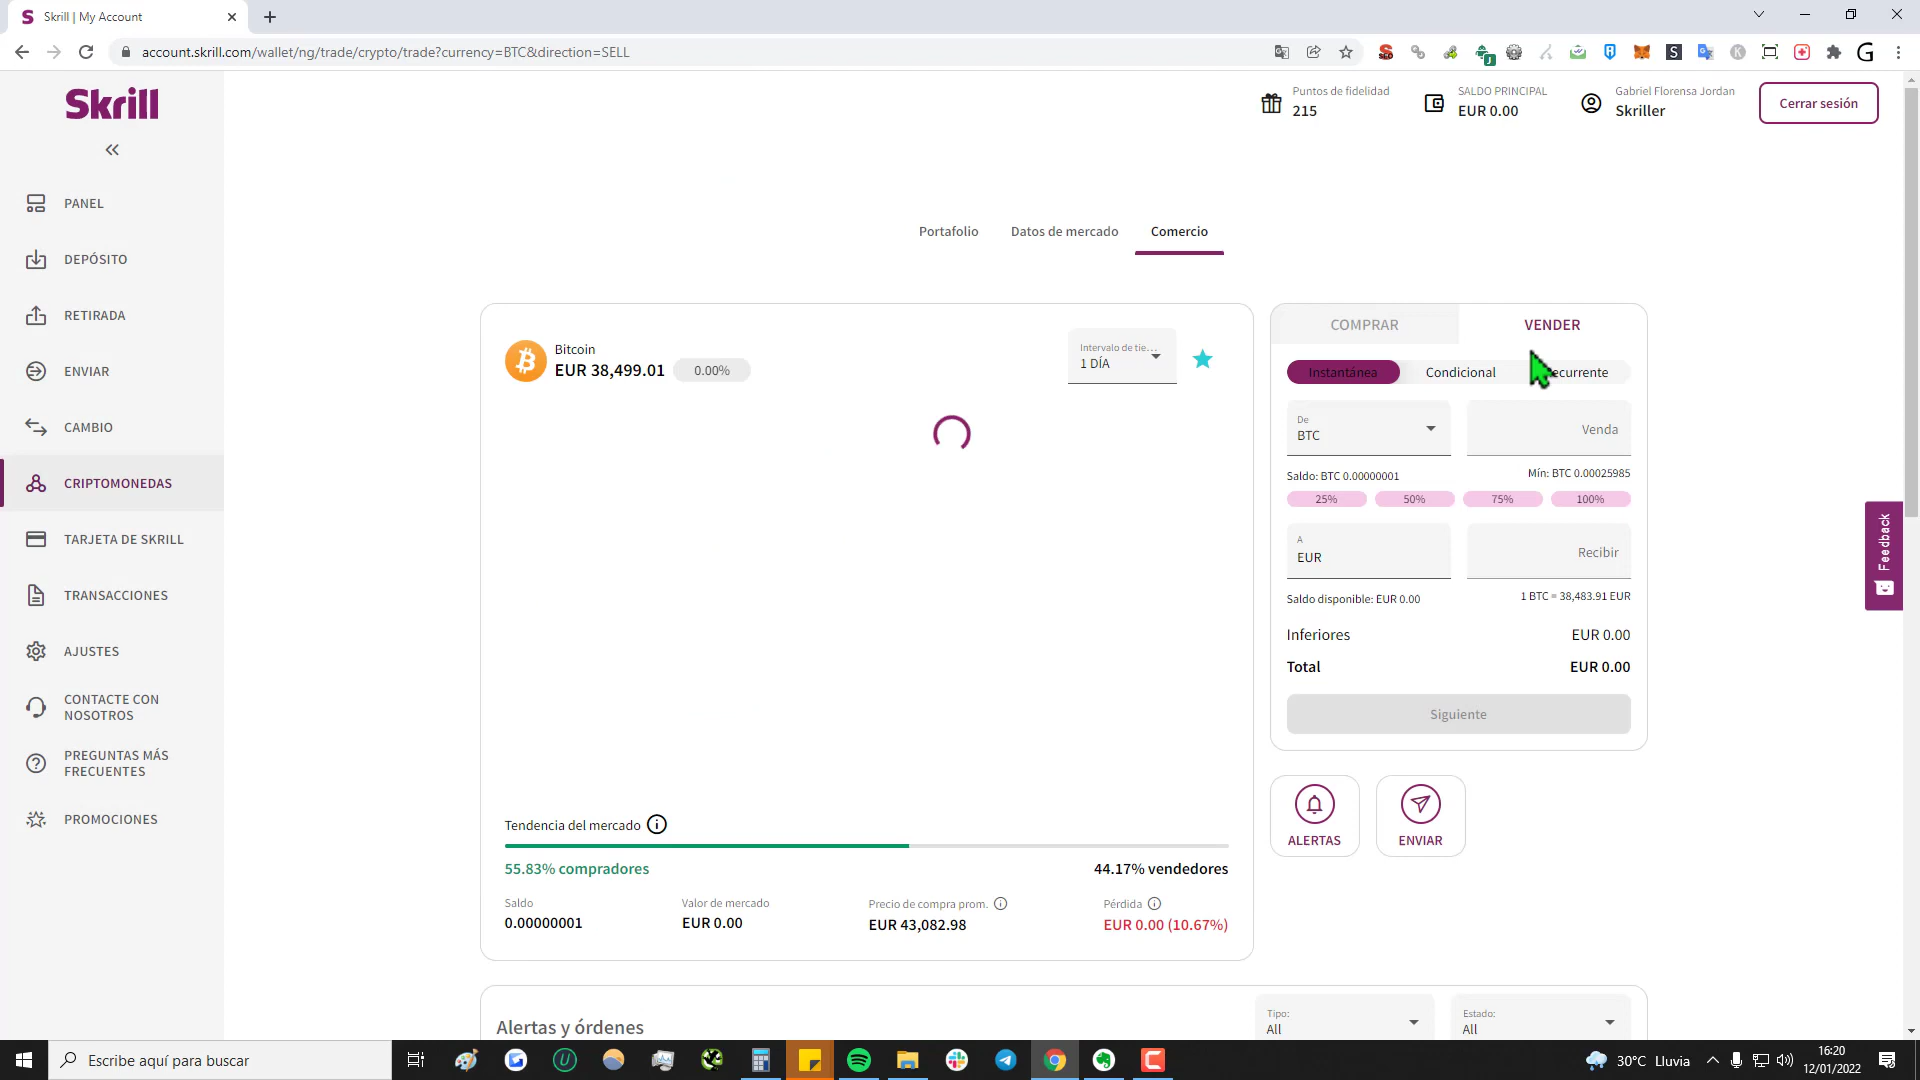 Skrill | My Account
account.skrill.com/wallet/ng/trade/crypto/trade?currency=BTC&direction=SELL
Skrill
Puntos de fidelidad
215
SALDO PRINCIPAL
EUR 0.00
Gabriel Florensa Jordan
Skriller
Cerrar sesión
PANEL
DEPÓSITO
RETIRADA
ENVIAR
CAMBIO
CRIPTOMONEDAS
TARJETA DE SKRILL
TRANSACCIONES
AJUSTES
CONTACTE CON
NOSOTROS
PREGUNTAS MÁS
FRECUENTES
PROMOCIONES
Portafolio
Datos de mercado
Comercio
Bitcoin
EUR 38,499.01
0.00%
Intervalo de tie...
1 DÍA
Tendencia del mercado
55.83% compradores
44.17% vendedores
Saldo
0.00000001
Valor de mercado
EUR 0.00
Precio de compra prom.
EUR 43,082.98
Pérdida
EUR 0.00 (10.67%)
COMPRAR
VENDER
Instantánea
Condicional
ecurrente
De
BTC
Venda
Saldo: BTC 0.00000001
Mín: BTC 0.00025985
25%
50%
75%
100%
A
EUR
Recibir
Saldo disponible: EUR 0.00
1 BTC = 38,483.91 EUR
Inferiores
EUR 0.00
Total
EUR 0.00
Siguiente
ALERTAS
ENVIAR
Feedback
Alertas y órdenes
Tipo:
All
Estado:
All
Escribe aquí para buscar
30°C Lluvia
16:20
12/01/2022